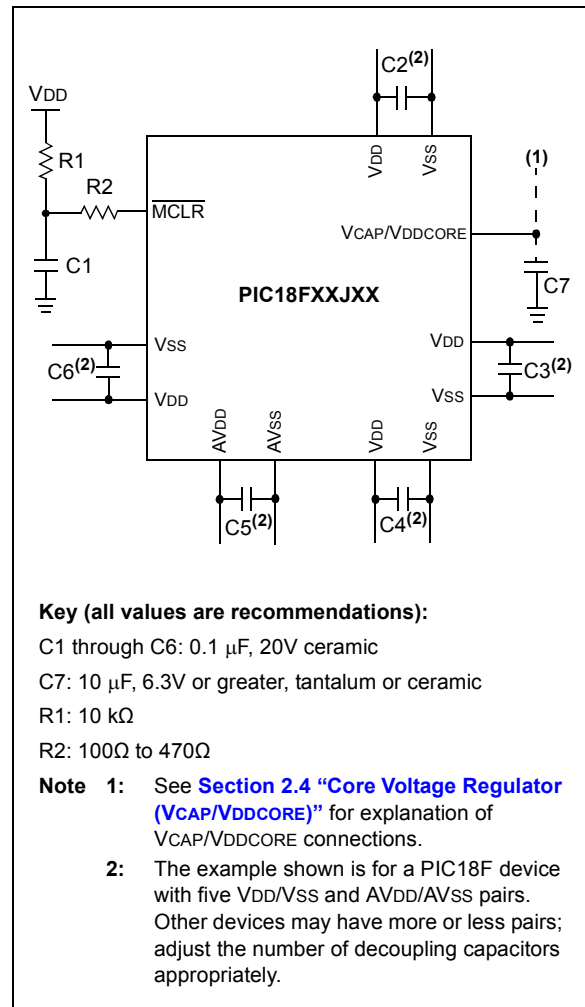 C2(2)
VDD
R1
R2
MCLR
C1
VDD
VSS
(1)
VCAP/VDDCORE
C7
PIC18FXXJXX
VSS
C6(2)
VDD
VDD
C3(2)
VSS
AVDD
AVSS
VDD
VSS
C5(2)
C4(2)
Key (all values are recommendations):
C1 through C6: 0.1 μF, 20V ceramic
C7: 10 μF, 6.3V or greater, tantalum or ceramic
R1: 10 kΩ
R2: 100Ω to 470Ω
Note 1: See Section 2.4 “Core Voltage Regulator
(VCAP/VDDCORE)” for explanation of
VCAP/VDDCORE connections.
2: The example shown is for a PIC18F device
with five VDD/VSS and AVDD/AVSS pairs.
Other devices may have more or less pairs;
adjust the number of decoupling capacitors
appropriately.